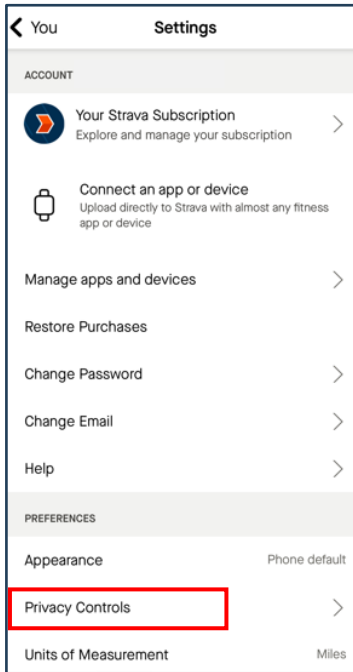 You
Settings
ACCOUNT
Your Strava Subscription
Explore and manage your subscription
Connect an app or device
Upload directly to Strava with almost any fitness
app or device
Manage apps and devices
Restore Purchases
Change Password
Change Email
Help
PREFERENCES
Appearance Phone default
Privacy Controls
Units of Measurement Miles